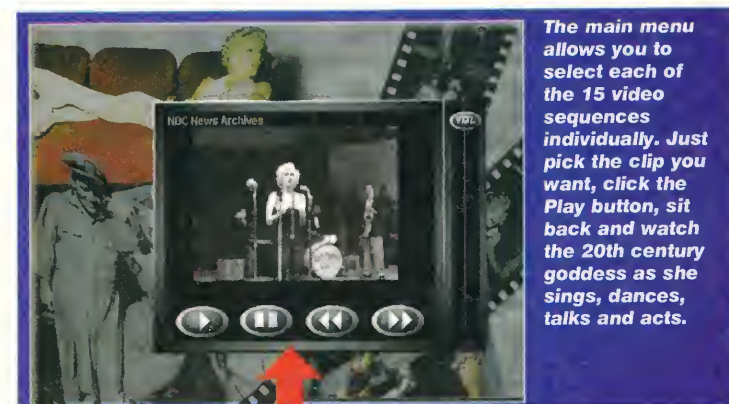 NBC News Archives
VOL
The main menu
allows you to
select each of
the 15 video
sequences
individually. Just
pick the clip you
want, click the
Play button, sit
back and watch
the 20th century
goddess as she
sings, dances,
talks and acts.